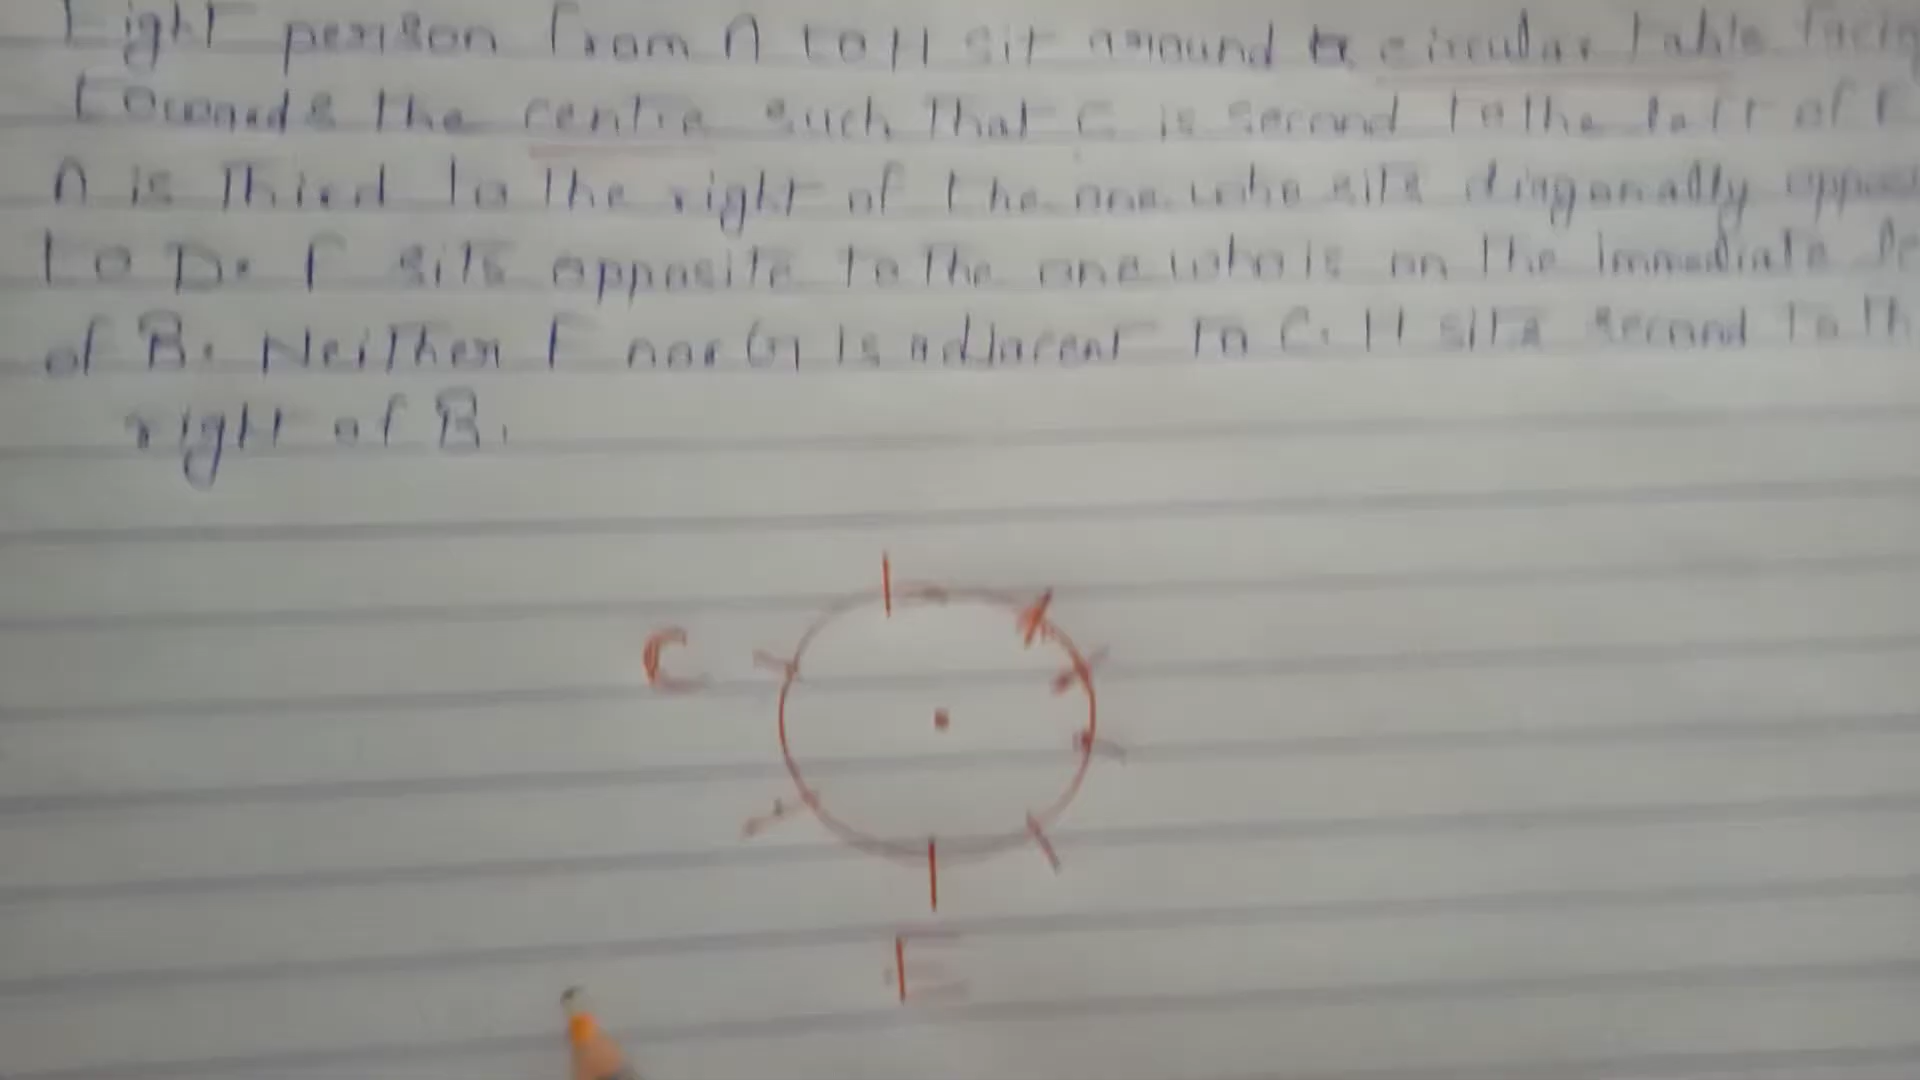 Eight person from A to H sit around a circular table facing
towards the centre such that C is second to the left of
A is third to the right of the one who sits diagonally
to D. F sits opposite to the one who is on the immediate
of B. Neither F nor G is adjacent to C. H sits second to
right of B.
C
E